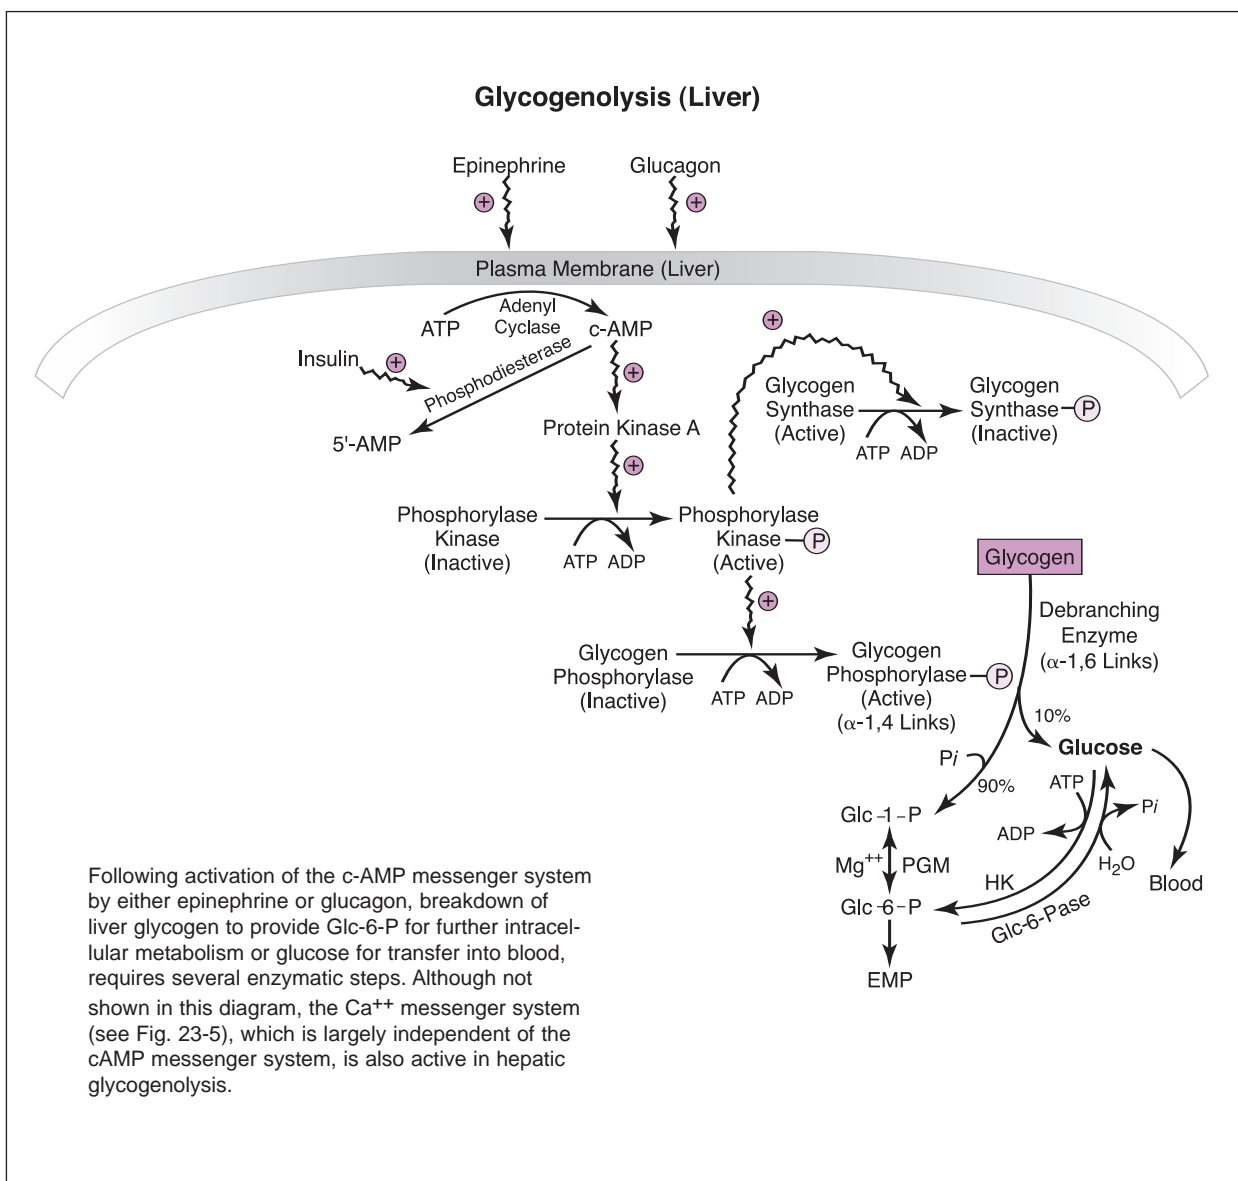 Glycogenolysis (Liver)
Epinephrine
Glucagon
+
+
Plasma Membrane (Liver)
ATP
Adenyl
Cyclase
c-AMP
+
Insulin
+
Phosphodiesterase
5'-AMP
+
Protein Kinase A
+
Glycogen
Synthase
(Active)
ATP ADP
Glycogen
Synthase
(Inactive)
P
Phosphorylase
Kinase
(Inactive)
ATP ADP
Phosphorylase
Kinase
(Active)
P
+
Glycogen
Phosphorylase
(Inactive)
ATP ADP
Glycogen
Phosphorylase
(Active)
(α-1,4 Links)
P
Glycogen
Debranching
Enzyme
(α-1,6 Links)
10%
Glucose
Pi
90%
ATP
ADP
Pi
H2O
Blood
Glc-1-P
Mg++ PGM
HK
Glc-6-Pase
Glc-6-P
EMP
Following activation of the c-AMP messenger system
by either epinephrine or glucagon, breakdown of
liver glycogen to provide Glc-6-P for further intracel-
lular metabolism or glucose for transfer into blood,
requires several enzymatic steps. Although not
shown in this diagram, the Ca++ messenger system
(see Fig. 23-5), which is largely independent of the
cAMP messenger system, is also active in hepatic
glycogenolysis.